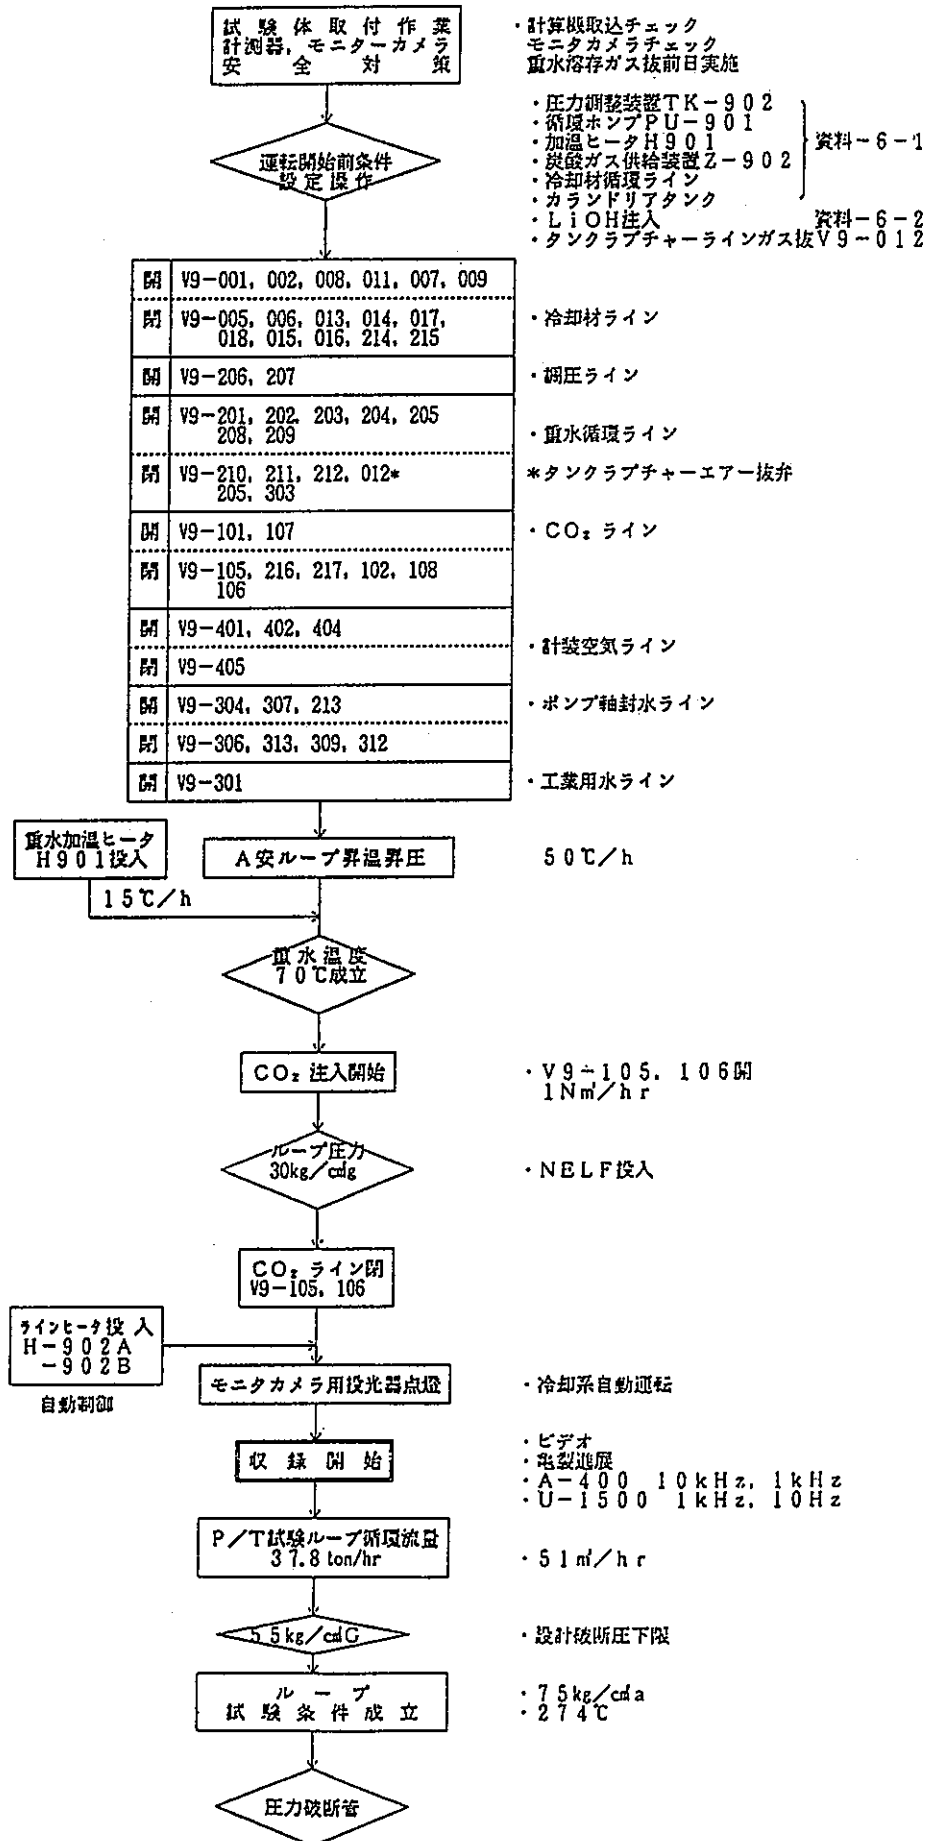 試験体取付作業
計測器，モニターカメラ
安全対策
・計算機取込チェック
モニタカメラチェック
重水溶存ガス抜前日実施
運転開始前条件
設定操作
・圧力調整装置TK－902
・循環ポンプPU－901
・加温ヒータH901
・炭酸ガス供給装置Z－902
・冷却材循環ライン
・カランドリアタンク
資料－6－1
・LiOH注入 資料－6－2
・タンクラプチャーラインガス抜V9－012
開 V9－001，002，008，011，007，009
閉 V9－005，006，013，014，017，
018，015，016，214，215
・冷却材ライン
開 V9－206，207
・調圧ライン
開 V9－201，202，203，204，205
208，209
・重水循環ライン
閉 V9－210，211，212，012*
205，303
*タンクラプチャーエアー抜弁
開 V9－101，107
・CO₂ライン
閉 V9－105，216，217，102，108
106
開 V9－401，402，404
・計装空気ライン
閉 V9－405
開 V9－304，307，213
・ポンプ軸封水ライン
閉 V9－306，313，309，312
開 V9－301
・工業用水ライン
重水加温ヒータ
H901投入
15℃／h
A安ループ昇温昇圧
50℃／h
重水温度
70℃成立
CO₂注入開始
・V9－105，106開
1N㎥／hr
ループ圧力
30kg／c㎡g
・NELF投入
CO₂ライン閉
V9－105，106
ラインヒータ投入
H－902A
－902B
自動制御
モニタカメラ用投光器点燈
・冷却系自動運転
収録開始
・ビデオ
・亀裂進展
・A－400 10kHz，1kHz
・U－1500 1kHz，10Hz
P／T試験ループ循環流量
37.8 ton/hr
・51㎥／hr
55kg／c㎡G
・設計破断圧下限
ループ
試験条件成立
・75kg／c㎡a
・274℃
圧力破断管